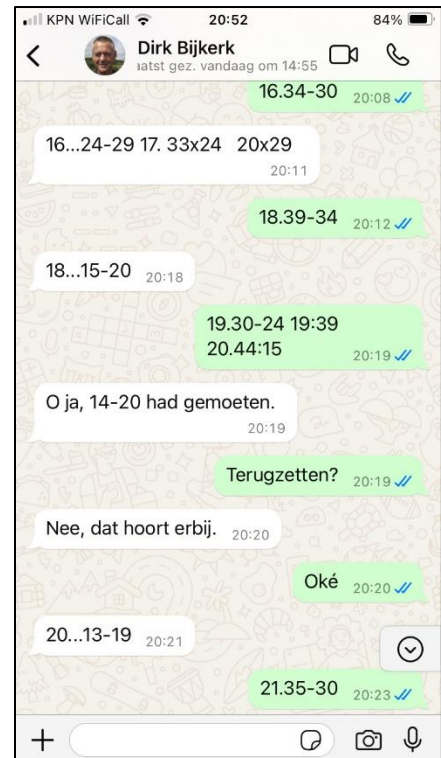 KPN WiFiCall 20:52 84%
Dirk Bijkerk
aatst gez. vandaag om 14:55
16.34-30 20:08
16...24-29 17. 33x24 20x29
20:11
18.39-34 20:12
18...15-20 20:18
19.30-24 19:39
20.44:15 20:19
O ja, 14-20 had gemoeten.
20:19
Terugzetten? 20:19
Nee, dat hoort erbij. 20:20
Oké 20:20
20...13-19 20:21
21.35-30 20:23